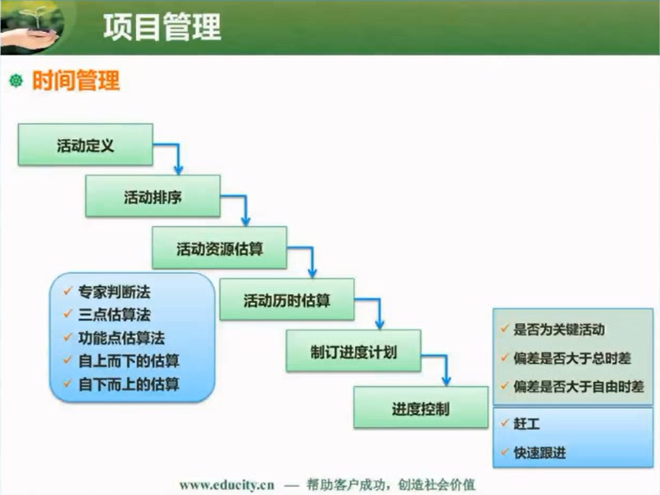 项目管理
时间管理
活动定义
活动排序
活动资源估算
活动历时估算
制订进度计划
进度控制
专家判断法
三点估算法
功能点估算法
自上而下的估算
自下而上的估算
是否为关键活动
偏差是否大于总时差
偏差是否大于自由时差
赶工
快速跟进
www.educity.cn — 帮助客户成功，创造社会价值